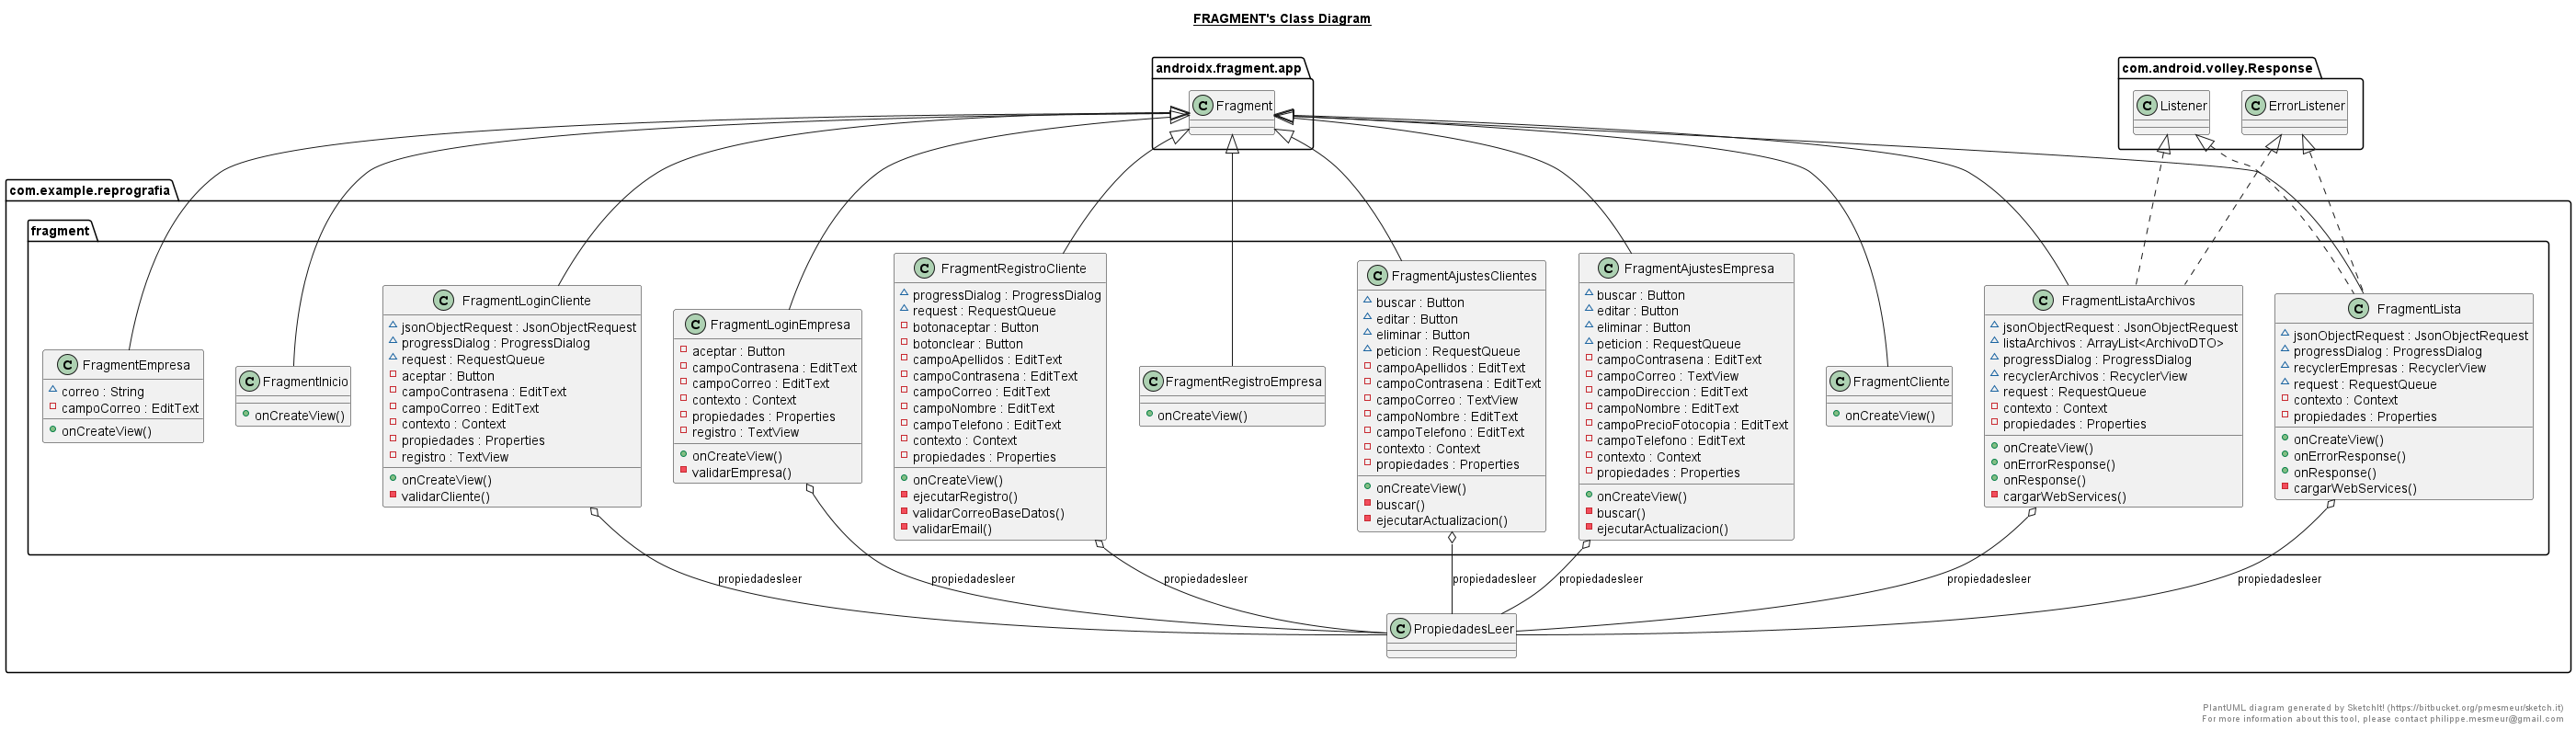 FRAGMENT's Class Diagram
androidx.fragment.app
C Fragment
com.android.volley.Response
C Listener
C ErrorListener
com.example.reprografia
fragment
C FragmentEmpresa
correo : String
campoCorreo : EditText
onCreateView()
C FragmentInicio
onCreateView()
C FragmentLoginCliente
jsonObjectRequest : JsonObjectRequest
progressDialog : ProgressDialog
request : RequestQueue
aceptar : Button
campoContrasena : EditText
campoCorreo : EditText
contexto : Context
propiedades : Properties
registro : TextView
onCreateView()
validarCliente()
C FragmentLoginEmpresa
aceptar : Button
campoContrasena : EditText
campoCorreo : EditText
contexto : Context
propiedades : Properties
registro : TextView
onCreateView()
validarEmpresa()
C FragmentRegistroCliente
progressDialog : ProgressDialog
request : RequestQueue
botonaceptar : Button
botonclear : Button
campoApellidos : EditText
campoContrasena : EditText
campoCorreo : EditText
campoNombre : EditText
campoTelefono : EditText
contexto : Context
propiedades : Properties
onCreateView()
ejecutarRegistro()
validarCorreoBaseDatos()
validarEmail()
C FragmentRegistroEmpresa
onCreateView()
C FragmentAjustesClientes
buscar : Button
editar : Button
eliminar : Button
peticion : RequestQueue
campoApellidos : EditText
campoContrasena : EditText
campoCorreo : TextView
campoNombre : EditText
campoTelefono : EditText
contexto : Context
propiedades : Properties
onCreateView()
buscar()
ejecutarActualizacion()
C FragmentAjustesEmpresa
buscar : Button
editar : Button
eliminar : Button
peticion : RequestQueue
campoContrasena : EditText
campoCorreo : TextView
campoDireccion : EditText
campoNombre : EditText
campoPrecioFotocopia : EditText
campoTelefono : EditText
contexto : Context
propiedades : Properties
onCreateView()
buscar()
ejecutarActualizacion()
C FragmentCliente
onCreateView()
C FragmentListaArchivos
jsonObjectRequest : JsonObjectRequest
listaArchivos : ArrayList<ArchivoDTO>
progressDialog : ProgressDialog
recyclerArchivos : RecyclerView
request : RequestQueue
contexto : Context
propiedades : Properties
onCreateView()
onErrorResponse()
onResponse()
cargarWebServices()
C FragmentLista
jsonObjectRequest : JsonObjectRequest
progressDialog : ProgressDialog
recyclerEmpresas : RecyclerView
request : RequestQueue
contexto : Context
propiedades : Properties
onCreateView()
onErrorResponse()
onResponse()
cargarWebServices()
propiedadesleer
propiedadesleer
propiedadesleer
propiedadesleer
propiedadesleer
propiedadesleer
propiedadesleer
C PropiedadesLeer
PlantUML diagram generated by SketchIt! (https://bitbucket.org/pmesmeur/sketch.it)
For more information about this tool, please contact philippe.mesmeur@gmail.com